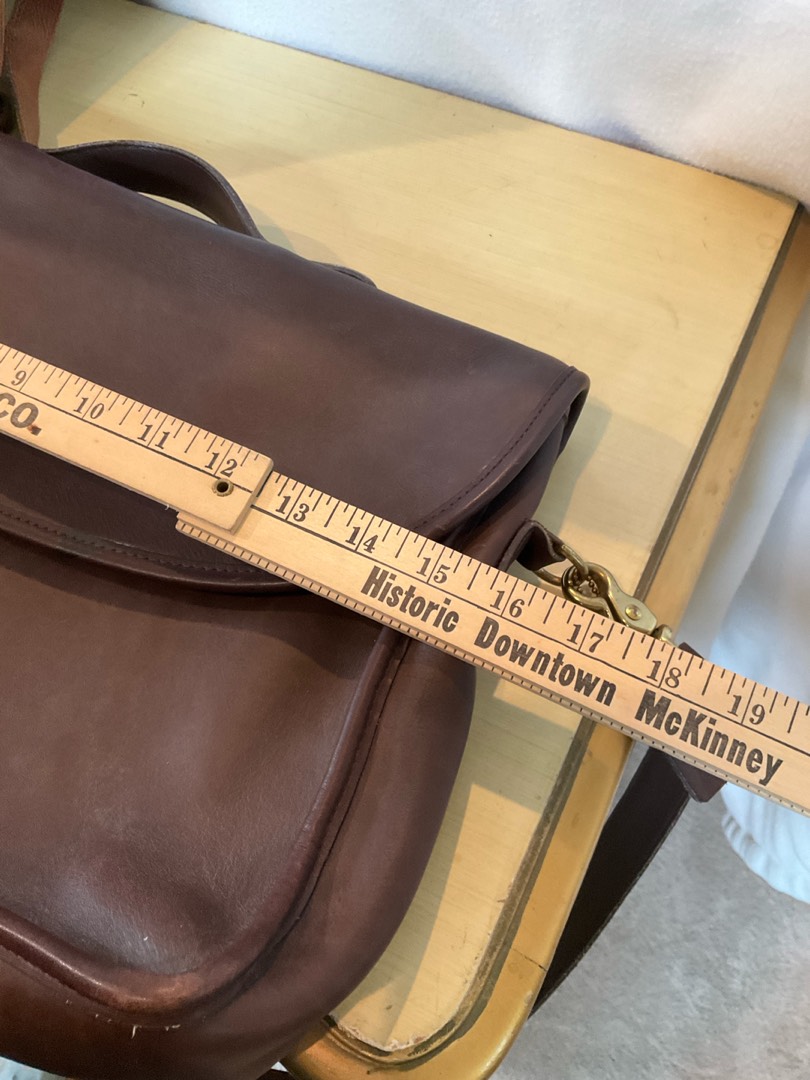 9 10 11 12 13 14 15 16 17 18 19
CO.
Historic Downtown McKinney